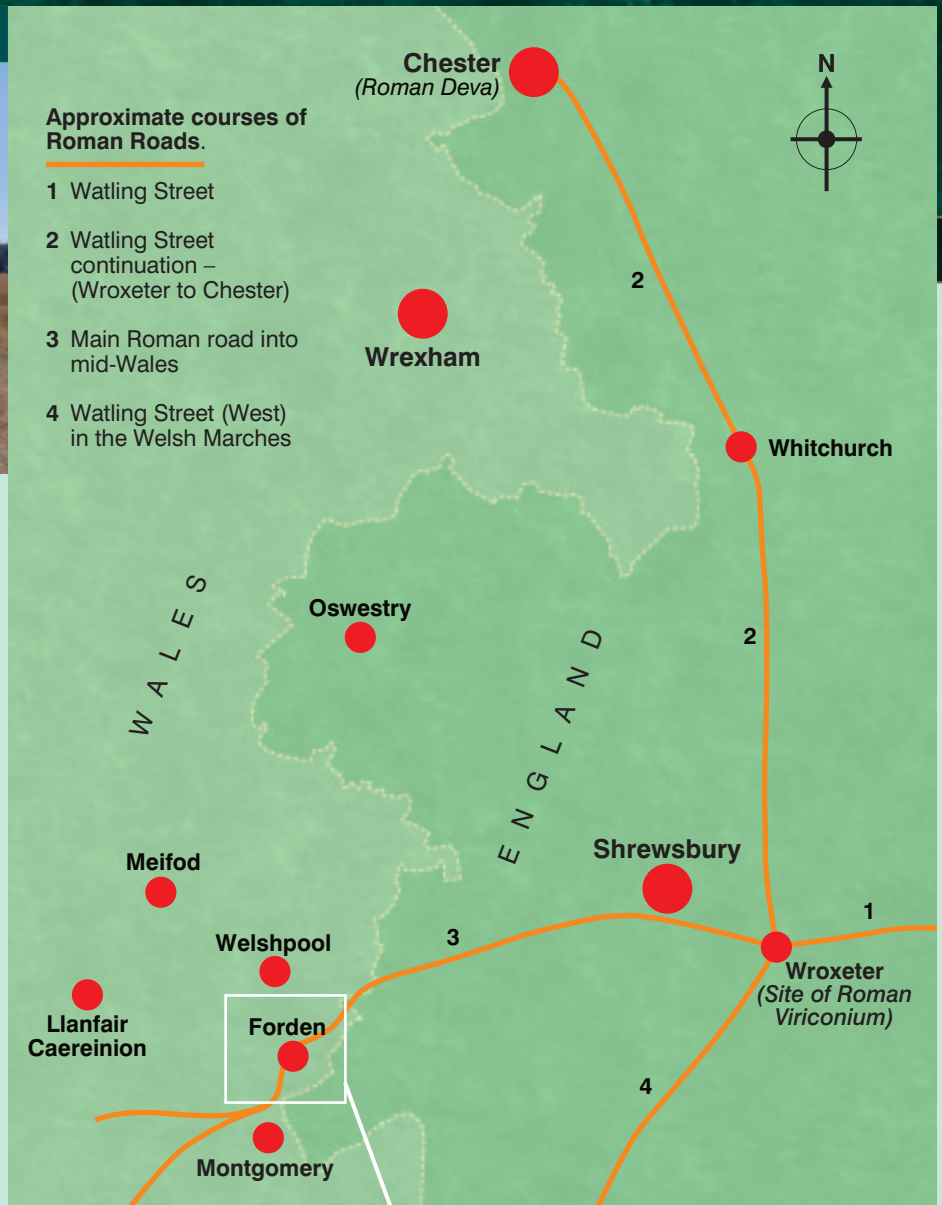 Approximate courses of
Roman Roads.
1 Watling Street
2 Watling Street
continuation –
(Wroxeter to Chester)
3 Main Roman road into
mid-Wales
4 Watling Street (West)
in the Welsh Marches
Chester
(Roman Deva)
N
2
Wrexham
Whitchurch
WALES
Oswestry
ENGLAND
2
Meifod
Shrewsbury
Welshpool
3
1
Wroxeter
(Site of Roman
Viriconium)
Llanfair
Caereinion
Forden
4
Montgomery